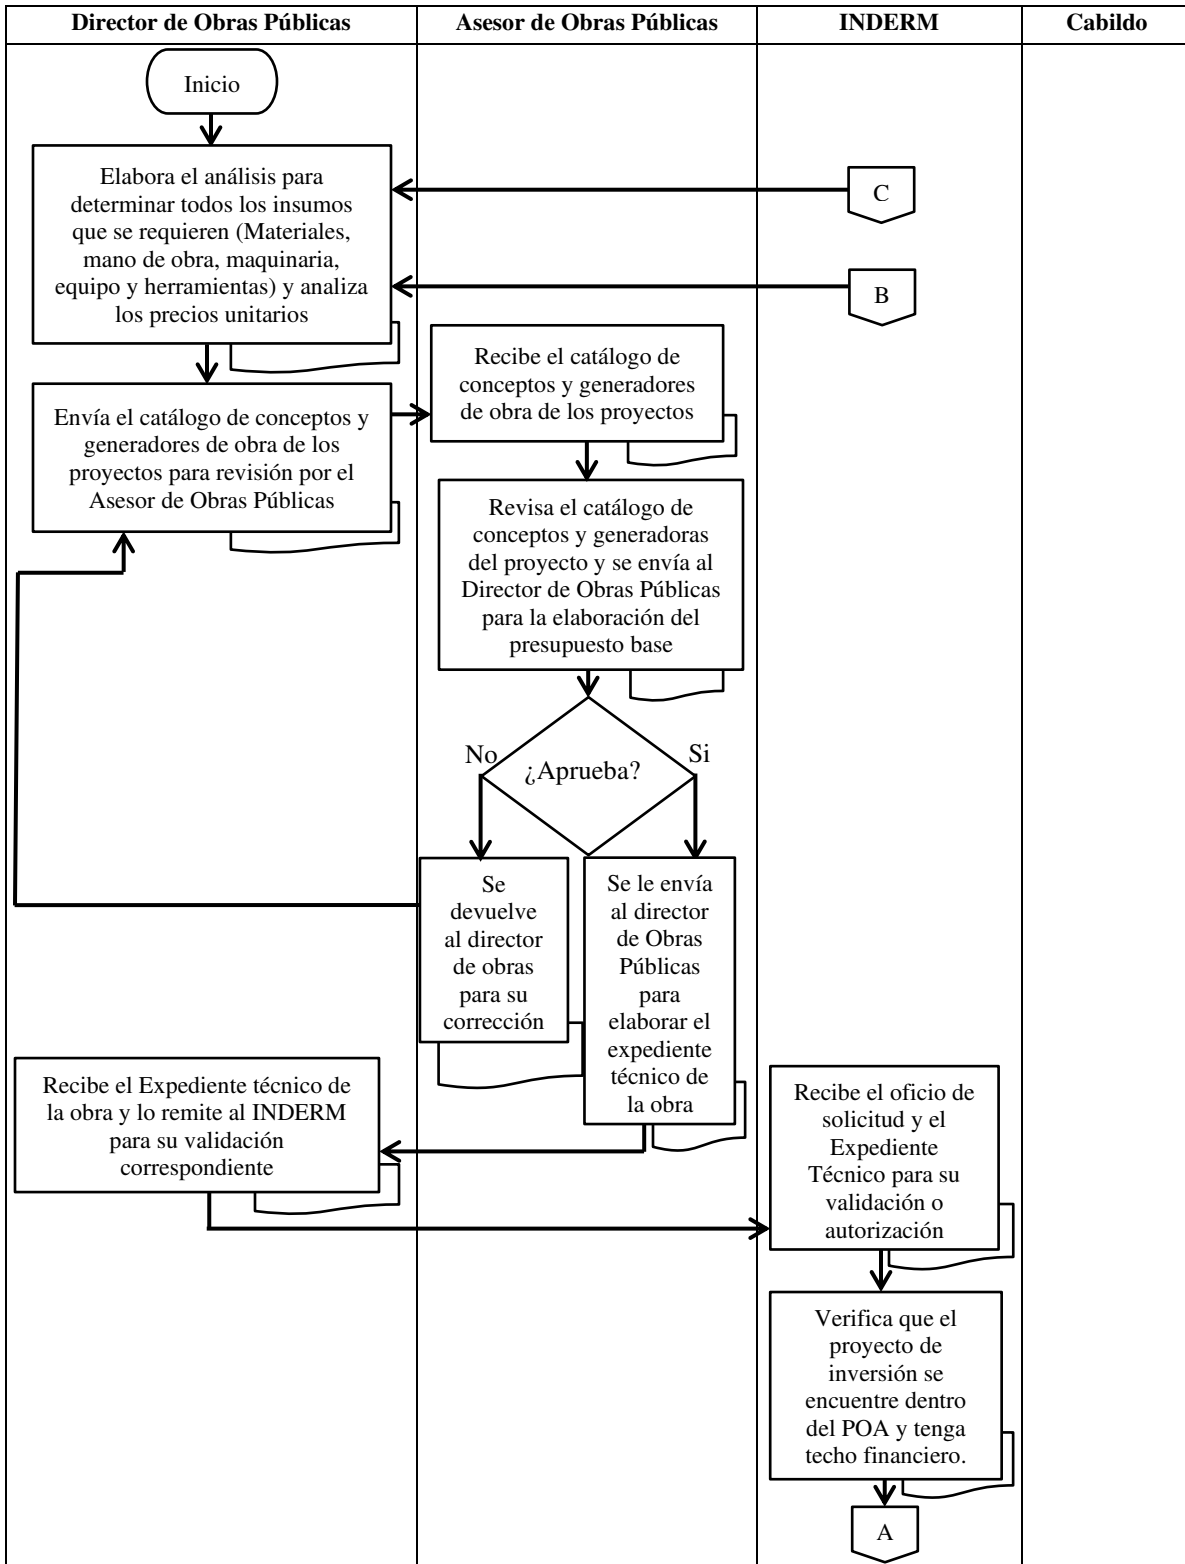 Director de Obras Públicas
Asesor de Obras Públicas
INDERM
Cabildo
Inicio
Elabora el análisis para
determinar todos los insumos
que se requieren (Materiales,
mano de obra, maquinaria,
equipo y herramientas) y analiza
los precios unitarios
C
B
Envía el catálogo de conceptos y
generadores de obra de los
proyectos para revisión por el
Asesor de Obras Públicas
Recibe el catálogo de
conceptos y generadores
de obra de los proyectos
Revisa el catálogo de
conceptos y generadoras
del proyecto y se envía al
Director de Obras Públicas
para la elaboración del
presupuesto base
No
¿Aprueba?
Si
Se
devuelve
al director
de obras
para su
corrección
Se le envía
al director
de Obras
Públicas
para
elaborar el
expediente
técnico de
la obra
Recibe el Expediente técnico de
la obra y lo remite al INDERM
para su validación
correspondiente
Recibe el oficio de
solicitud y el
Expediente
Técnico para su
validación o
autorización
Verifica que el
proyecto de
inversión se
encuentre dentro
del POA y tenga
techo financiero.
A